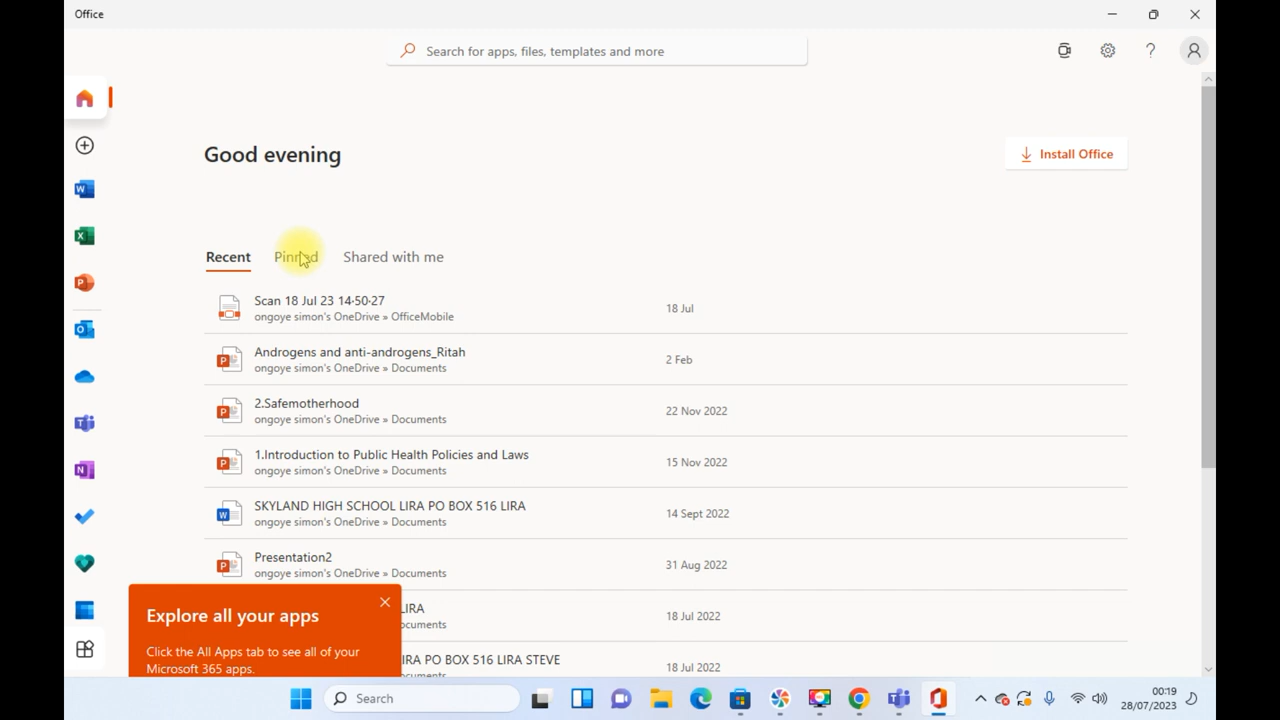 Office
Search for apps, files, templates and more
Good evening
Install Office
Recent
Pinned
Shared with me
Scan 18 Jul 23 14-50-27
ongoye simon's OneDrive » OfficeMobile
18 Jul
Androgens and anti-androgens_Ritah
ongoye simon's OneDrive » Documents
2 Feb
2.Safemotherhood
ongoye simon's OneDrive » Documents
22 Nov 2022
1.Introduction to Public Health Policies and Laws
ongoye simon's OneDrive » Documents
15 Nov 2022
SKYLAND HIGH SCHOOL LIRA PO BOX 516 LIRA
ongoye simon's OneDrive » Documents
14 Sept 2022
Presentation2
ongoye simon's OneDrive » Documents
31 Aug 2022
LIRA
ocuments
18 Jul 2022
IRA PO BOX 516 LIRA STEVE
18 Jul 2022
Explore all your apps
Click the All Apps tab to see all of your
Microsoft 365 apps.
Search
00:19
28/07/2023